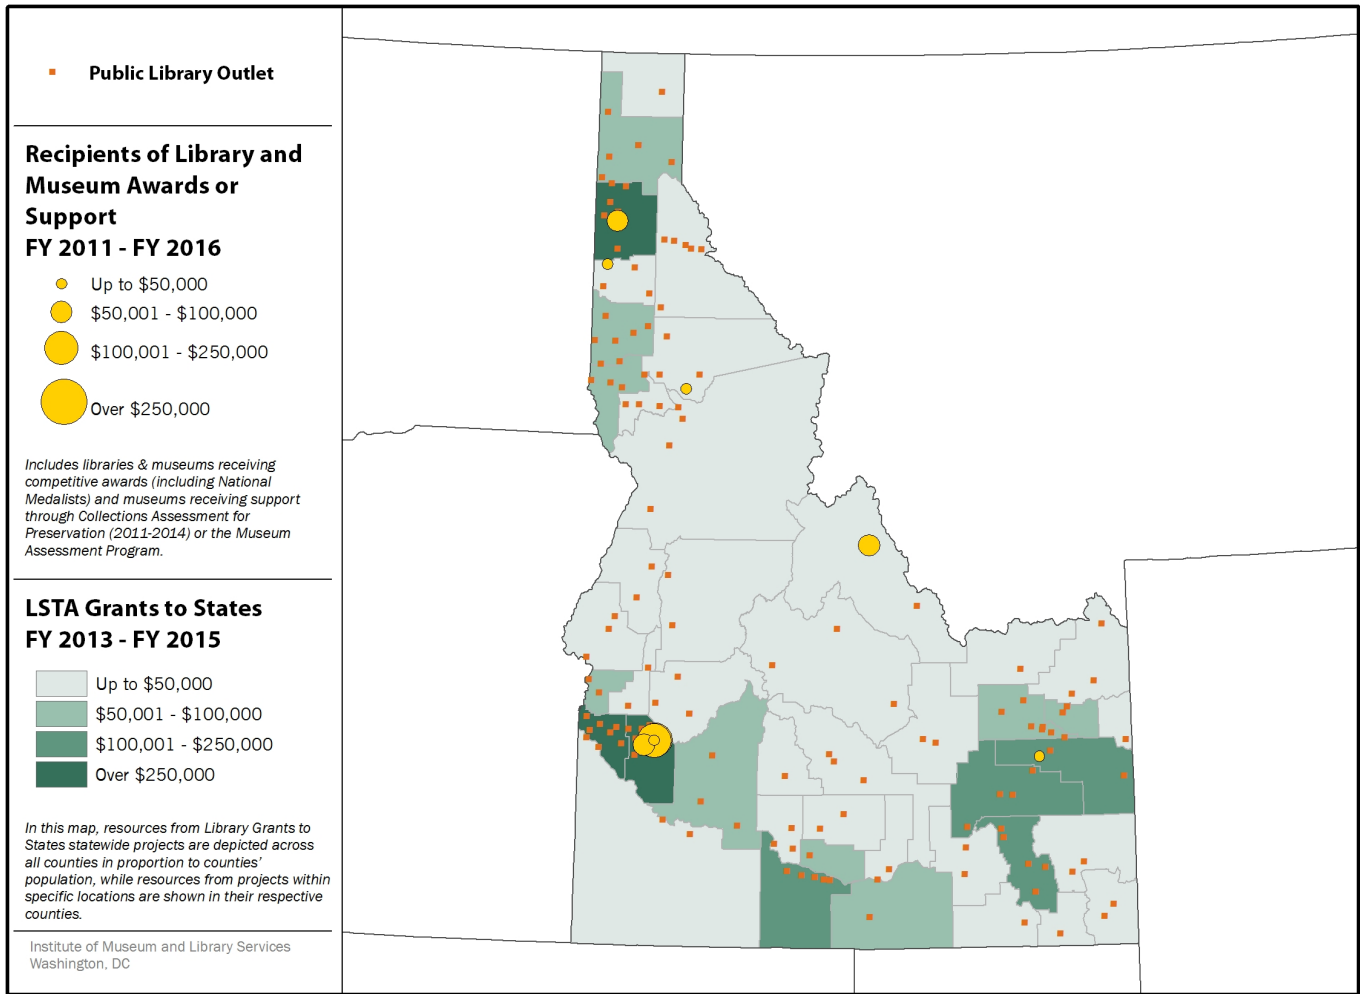 Public Library Outlet
Recipients of Library and
Museum Awards or
Support
FY 2011 - FY 2016
Up to $50,000
$50,001 - $100,000
$100,001 - $250,000
Over $250,000
Includes libraries & museums receiving
competitive awards (including National
Medalists) and museums receiving support
through Collections Assessment for
Preservation (2011-2014) or the Museum
Assessment Program.
LSTA Grants to States
FY 2013 - FY 2015
Up to $50,000
$50,001 - $100,000
$100,001 - $250,000
Over $250,000
In this map, resources from Library Grants to
States statewide projects are depicted across
all counties in proportion to counties'
population, while resources from projects within
specific locations are shown in their respective
counties.
Institute of Museum and Library Services
Washington, DC